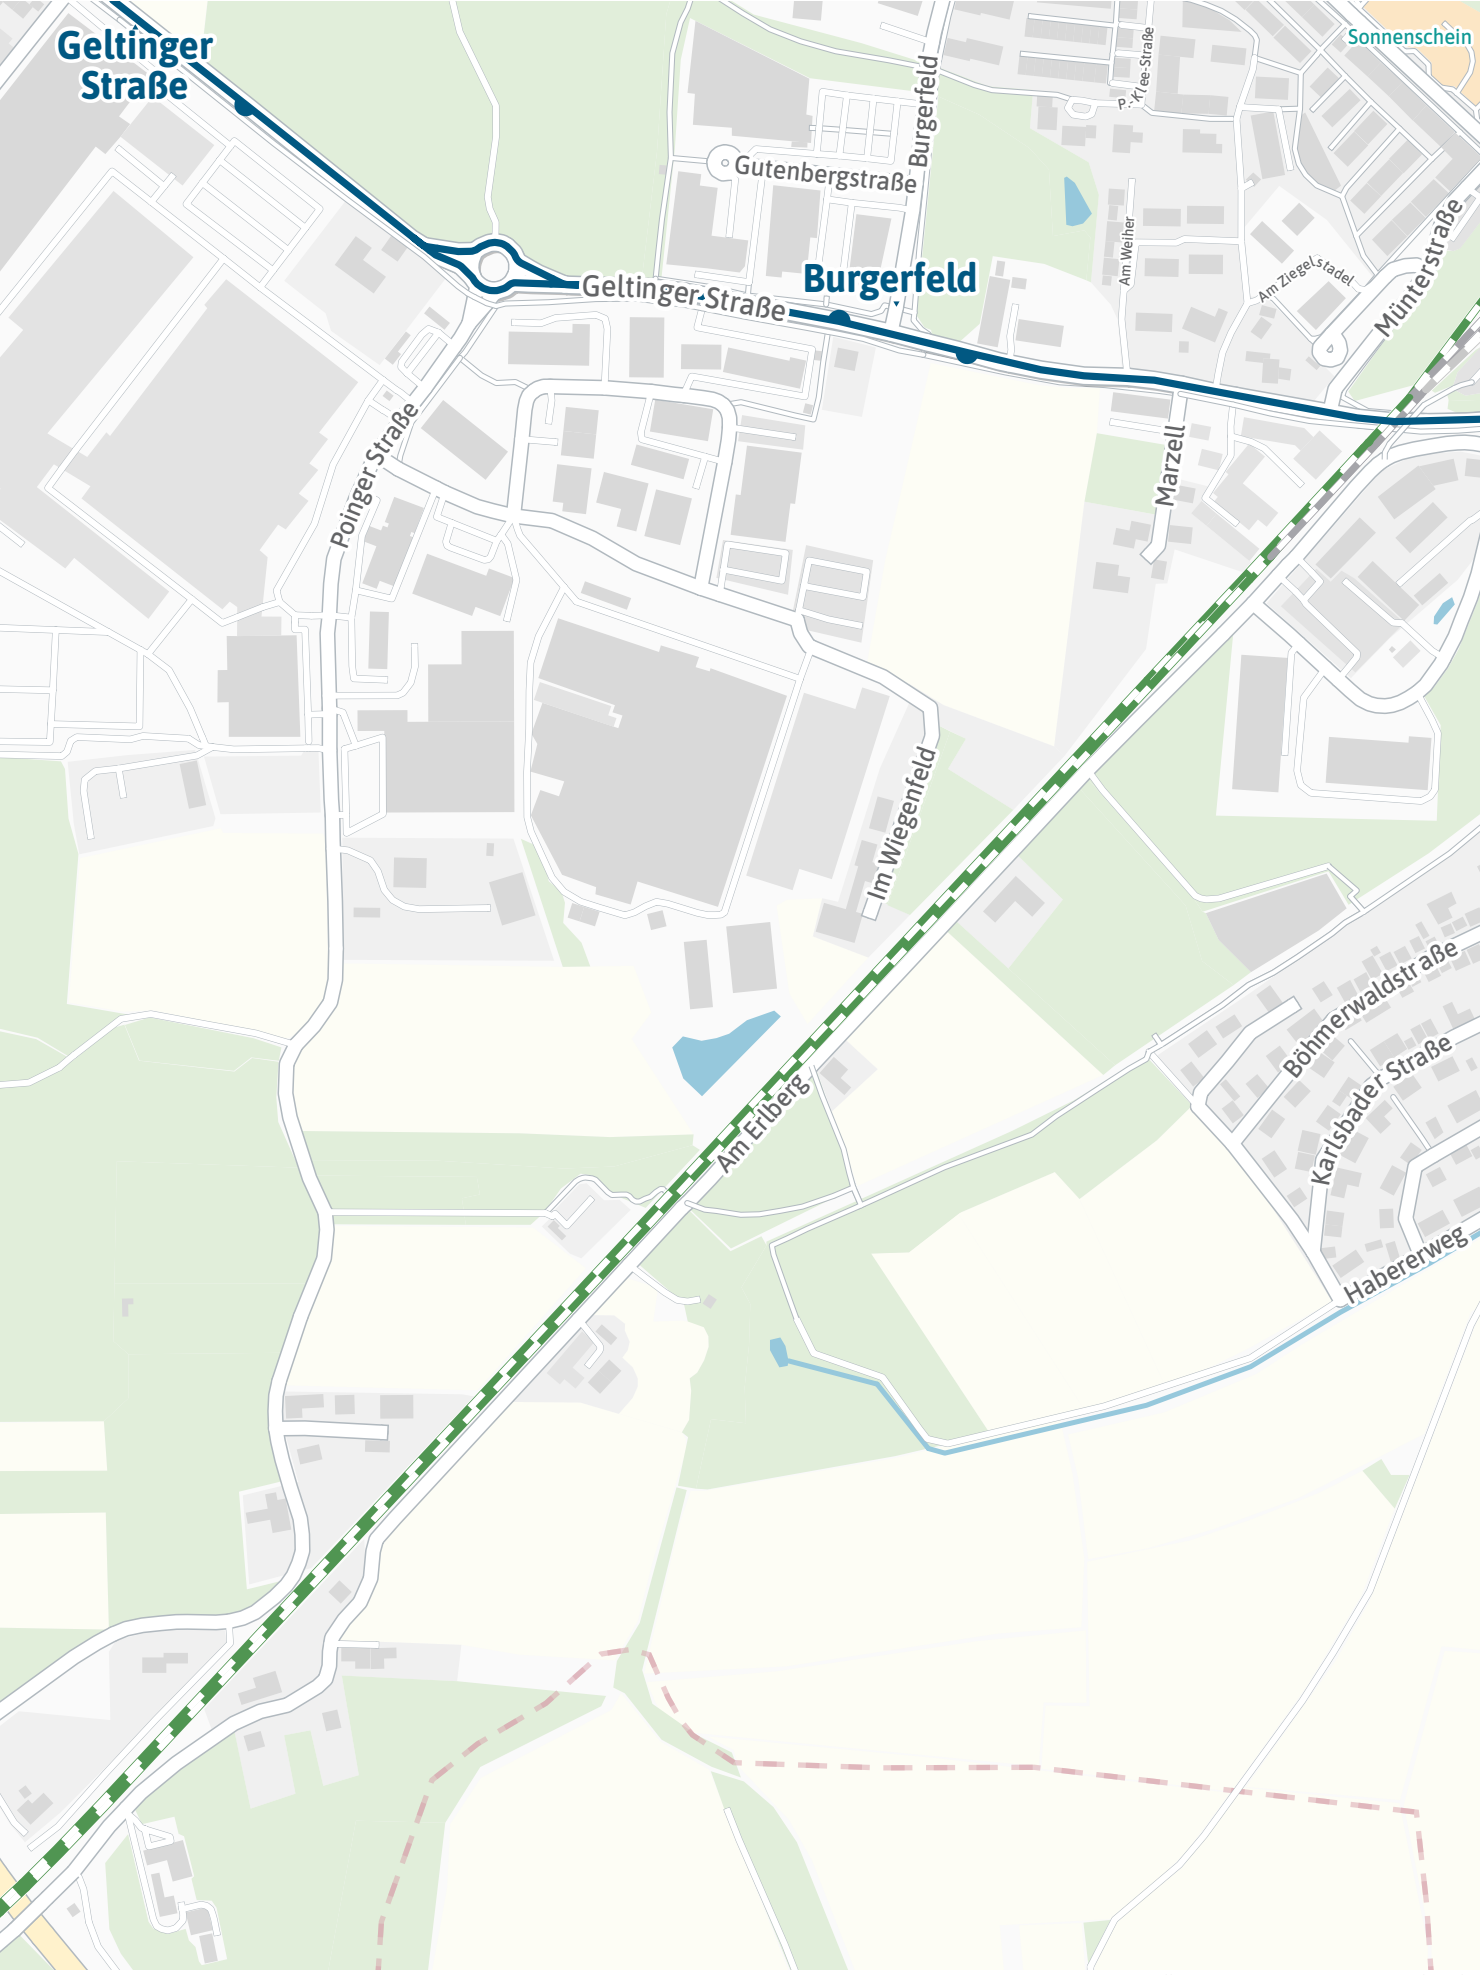 Geltinger
Straße
Sonnenschein
P.-Klee-Straße
Burgerfeld
Gutenbergstraße
Am Weiher
Münterstraße
Am Ziegelstadel
Burgerfeld
Geltinger Straße
Poinger Straße
Marzell
Im Wiegenfeld
Böhmerwaldstraße
Karlsbader Straße
Am Erlberg
Habererweg